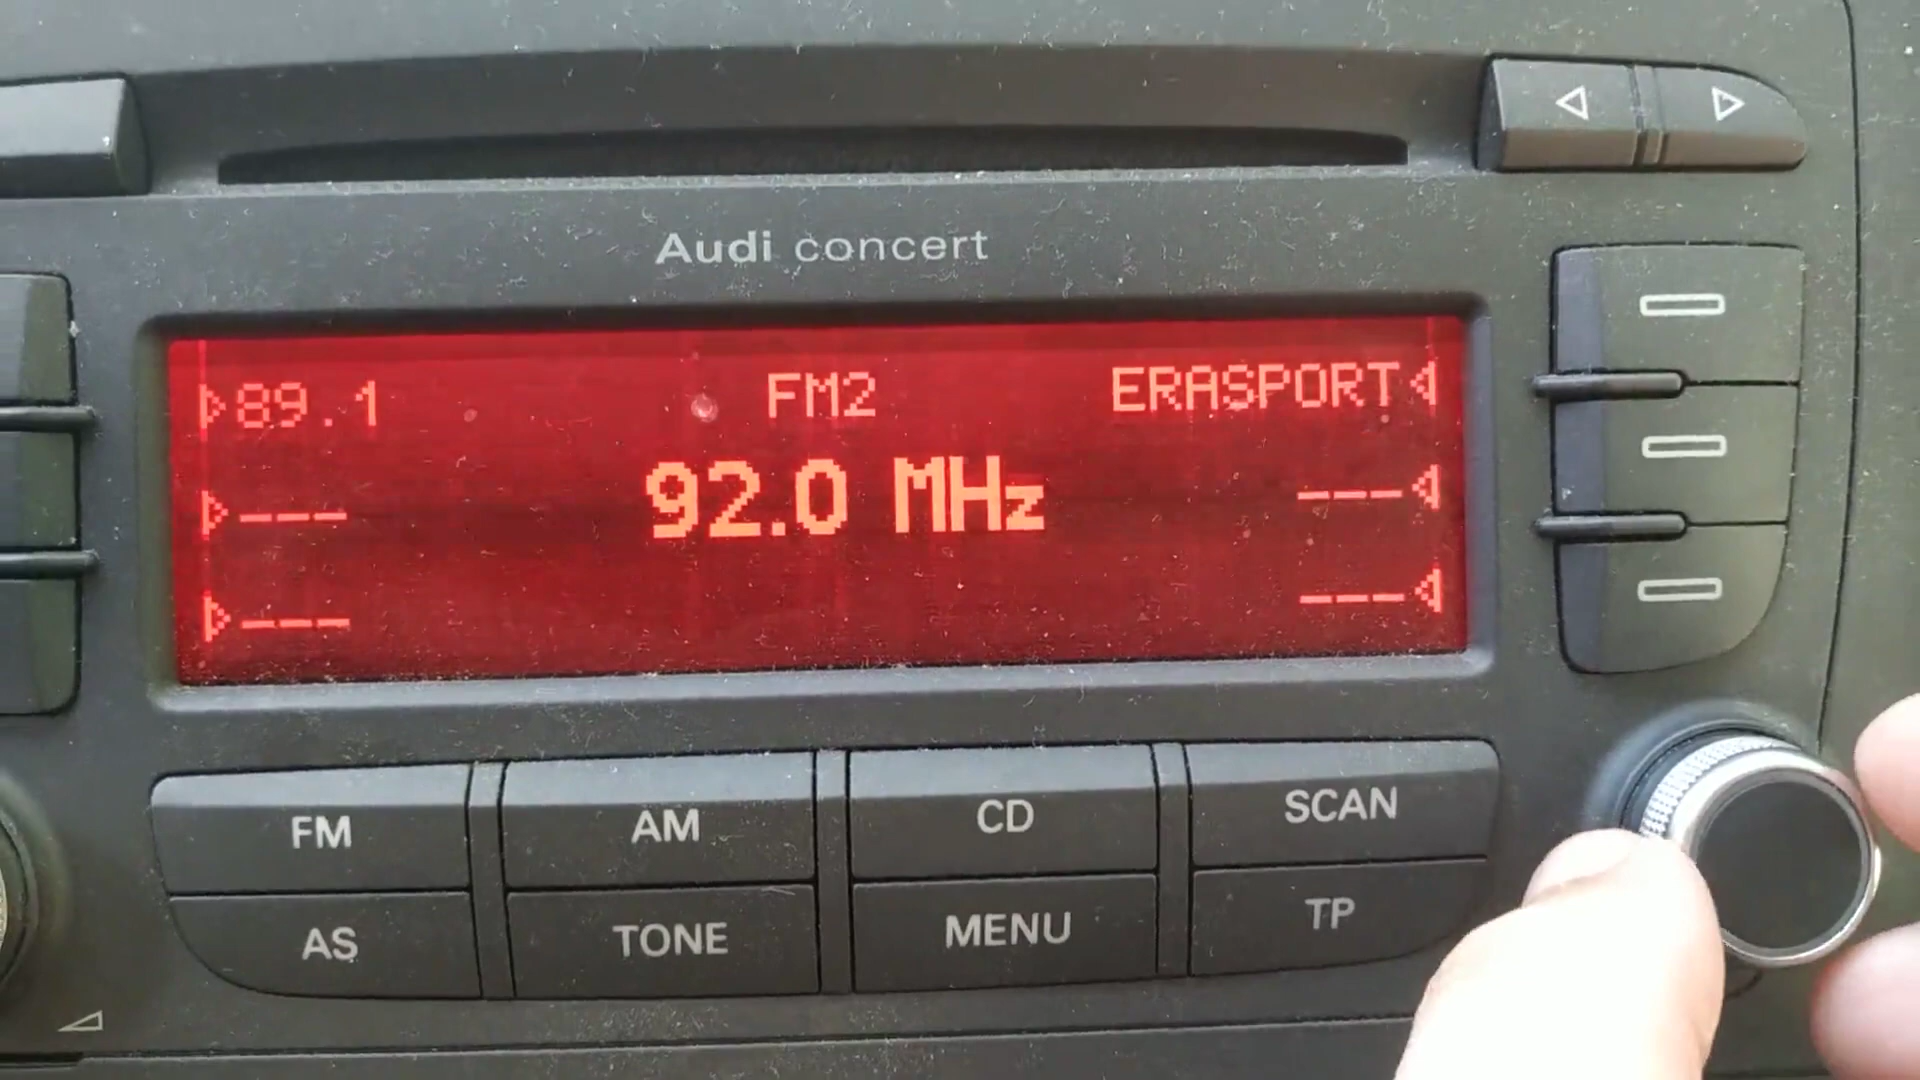 Audi concert
89.1 FM2 ERASPORT
--- 92.0 MHz ---
--- ---
FM AM CD SCAN
AS TONE MENU TP